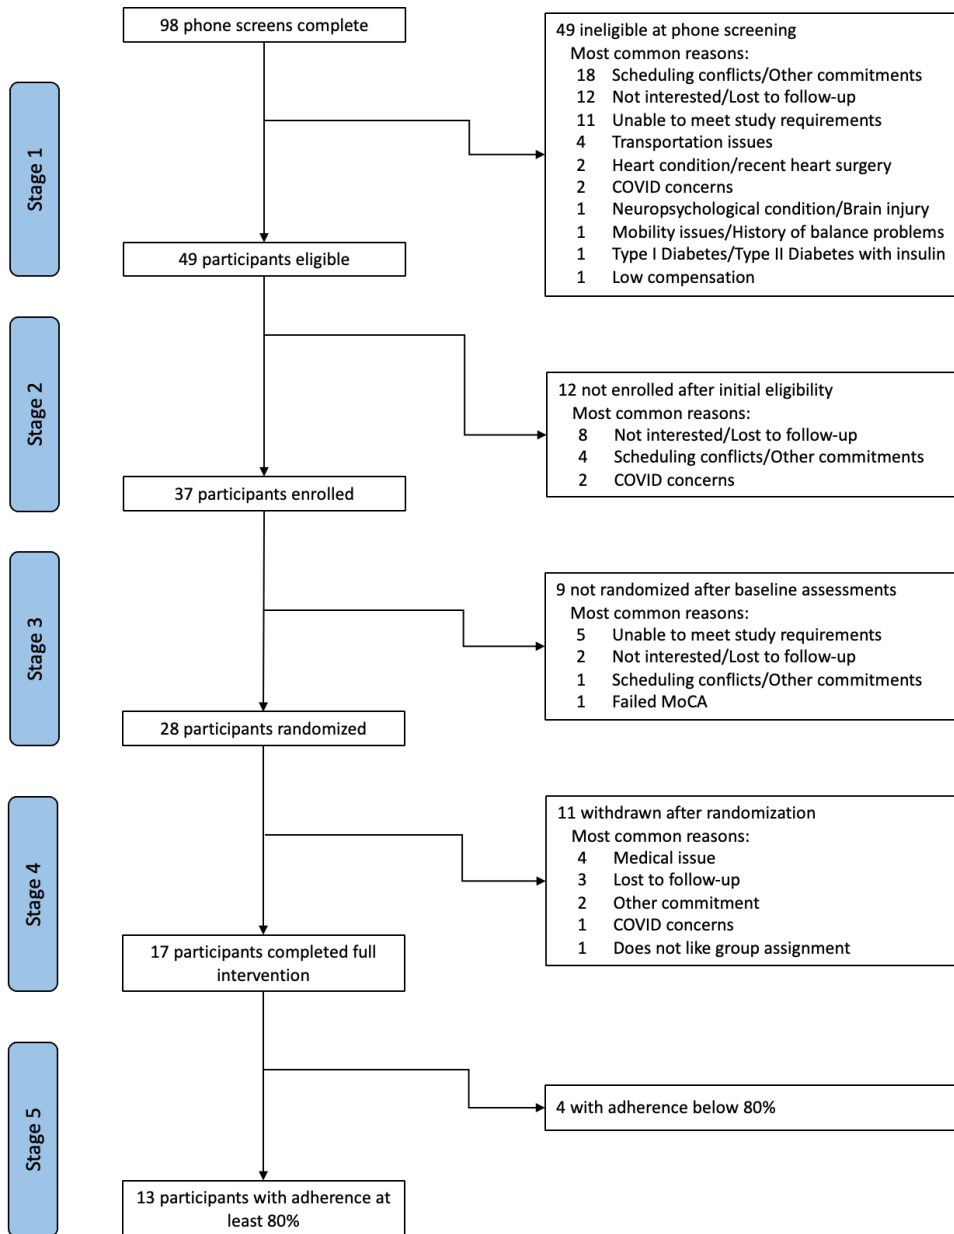 98 phone screens complete
49 ineligible at phone screening
Most common reasons:
18 Scheduling conflicts/Other commitments
12 Not interested/Lost to follow-up
11 Unable to meet study requirements
4 Transportation issues
2 Heart condition/recent heart surgery
2 COVID concerns
1 Neuropsychological condition/Brain injury
1 Mobility issues/History of balance problems
1 Type I Diabetes/Type II Diabetes with insulin
1 Low compensation
Stage 1
49 participants eligible
Stage 2
12 not enrolled after initial eligibility
Most common reasons:
8 Not interested/Lost to follow-up
4 Scheduling conflicts/Other commitments
2 COVID concerns
37 participants enrolled
Stage 3
9 not randomized after baseline assessments
Most common reasons:
5 Unable to meet study requirements
2 Not interested/Lost to follow-up
1 Scheduling conflicts/Other commitments
1 Failed MoCA
28 participants randomized
Stage 4
11 withdrawn after randomization
Most common reasons:
4 Medical issue
3 Lost to follow-up
2 Other commitment
1 COVID concerns
1 Does not like group assignment
17 participants completed full
intervention
Stage 5
4 with adherence below 80%
13 participants with adherence at
least 80%